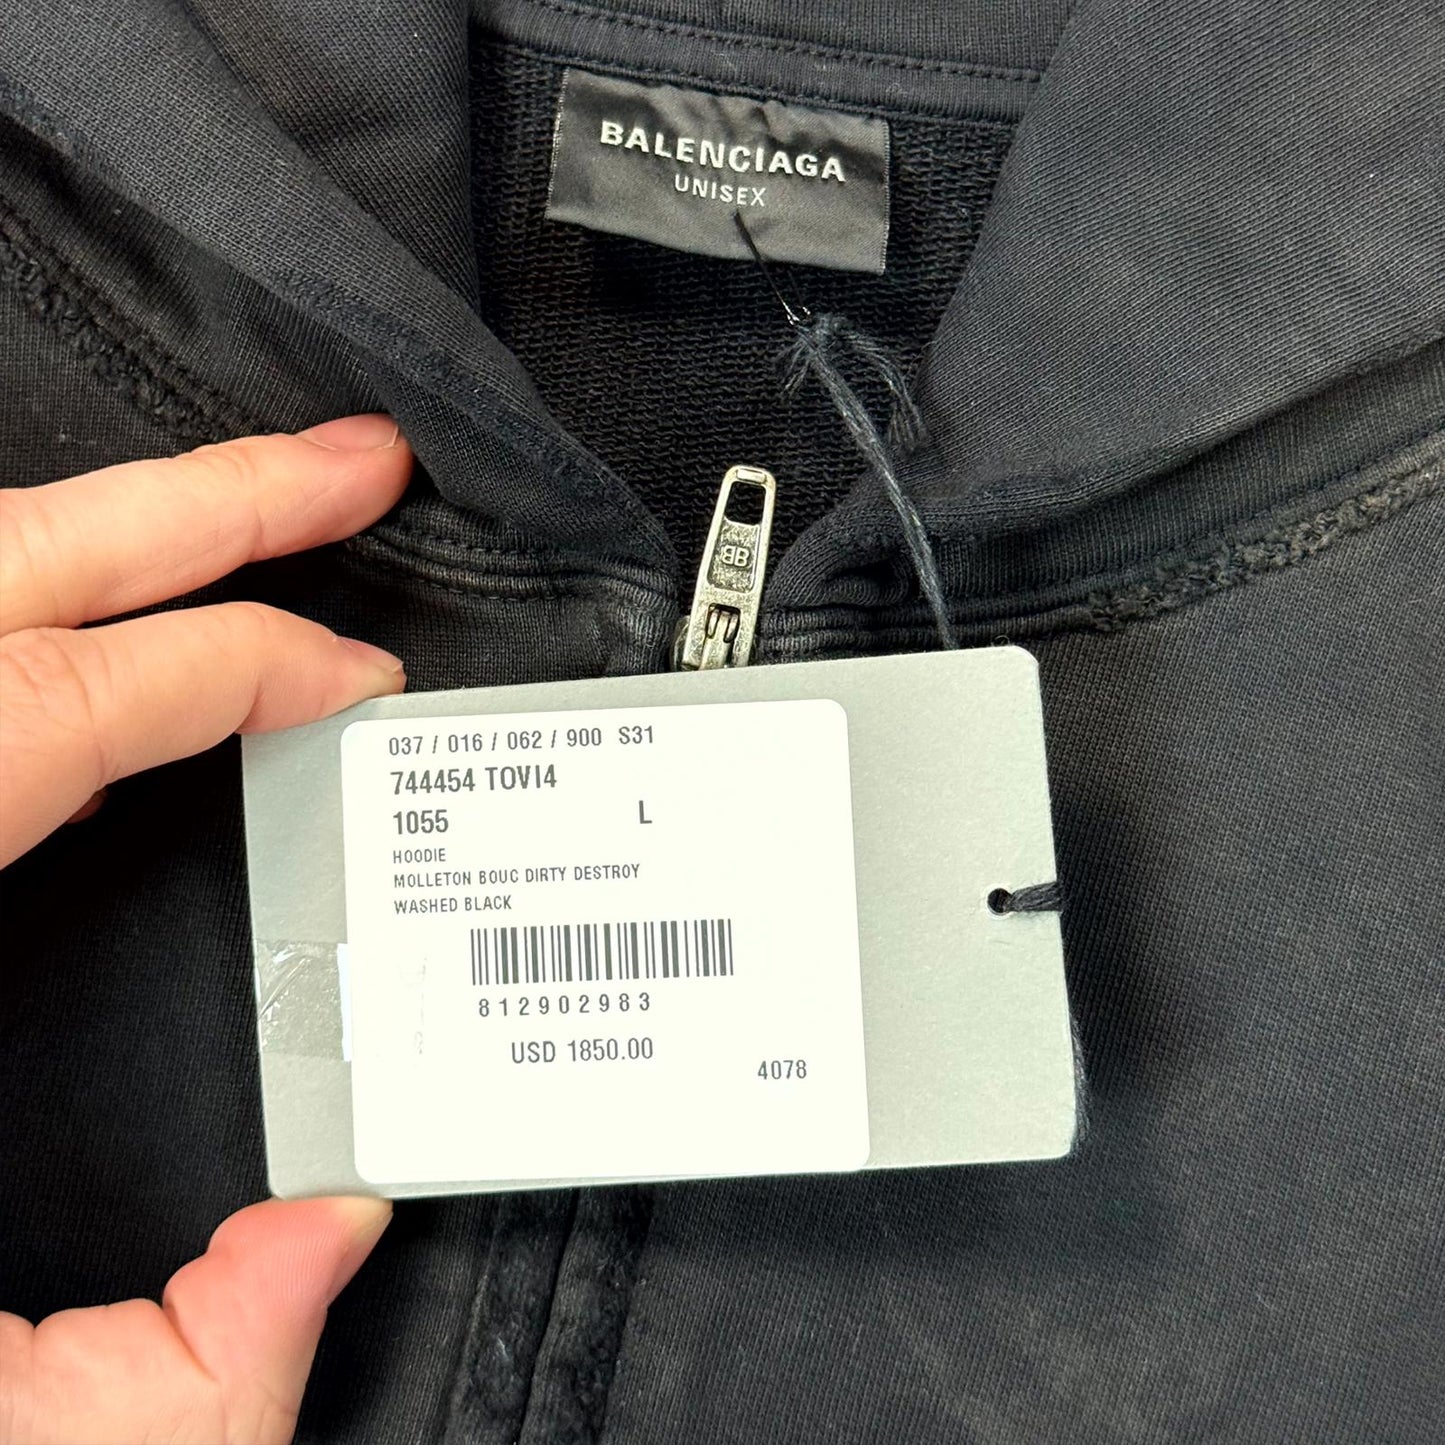 BALENCIAGA
UNISEX
BB
037 / 016 / 062 / 900 S31
744454 TOVI4
1055 L
HOODIE
MOLLETON BOUC DIRTY DESTROY
WASHED BLACK
812902983
USD 1850.00
4078